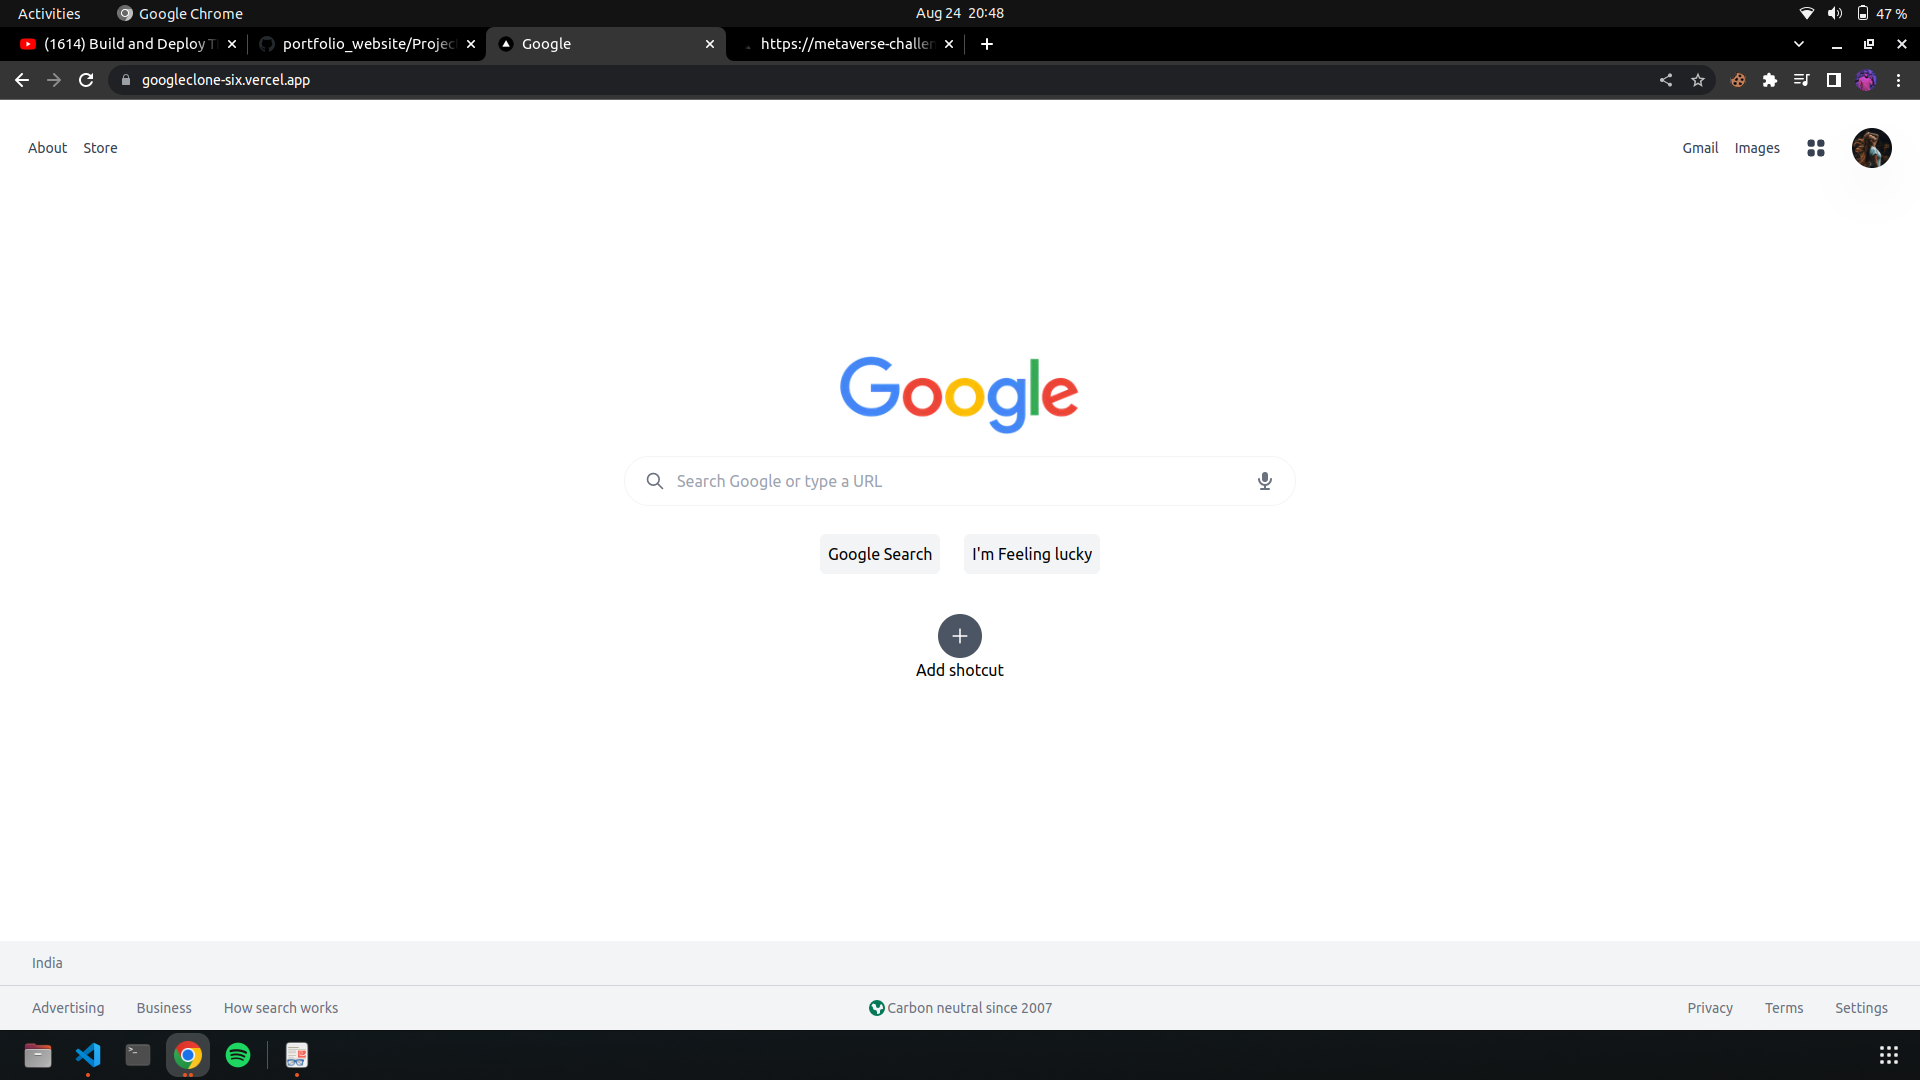 Activities Google Chrome Aug 24 20:48 47 %
(1614) Build and Deploy T portfolio_website/Projec Google https://metaverse-challen
googleclone-six.vercel.app
About Store Gmail Images
Google
Search Google or type a URL
Google Search I'm Feeling lucky
Add shotcut
India
Advertising Business How search works Carbon neutral since 2007 Privacy Terms Settings